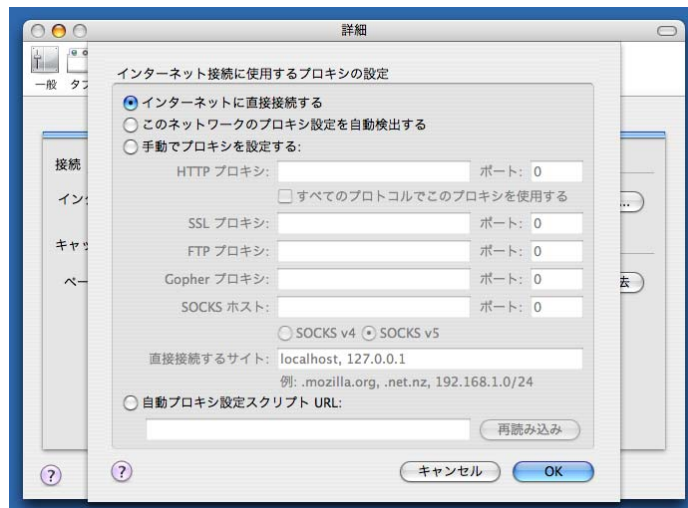 詳細
一般 タブ
インターネット接続に使用するプロキシの設定
インターネットに直接接続する
このネットワークのプロキシ設定を自動検出する
手動でプロキシを設定する:
接続
HTTP プロキシ: ポート: 0
すべてのプロトコルでこのプロキシを使用する
イン ...
SSL プロキシ: ポート: 0
キャッ
FTP プロキシ: ポート: 0
ペー
Gopher プロキシ: ポート: 0
去
SOCKS ホスト: ポート: 0
SOCKS v4 SOCKS v5
直接接続するサイト: localhost, 127.0.0.1
例: .mozilla.org, .net.nz, 192.168.1.0/24
自動プロキシ設定スクリプト URL:
再読み込み
? ? キャンセル OK